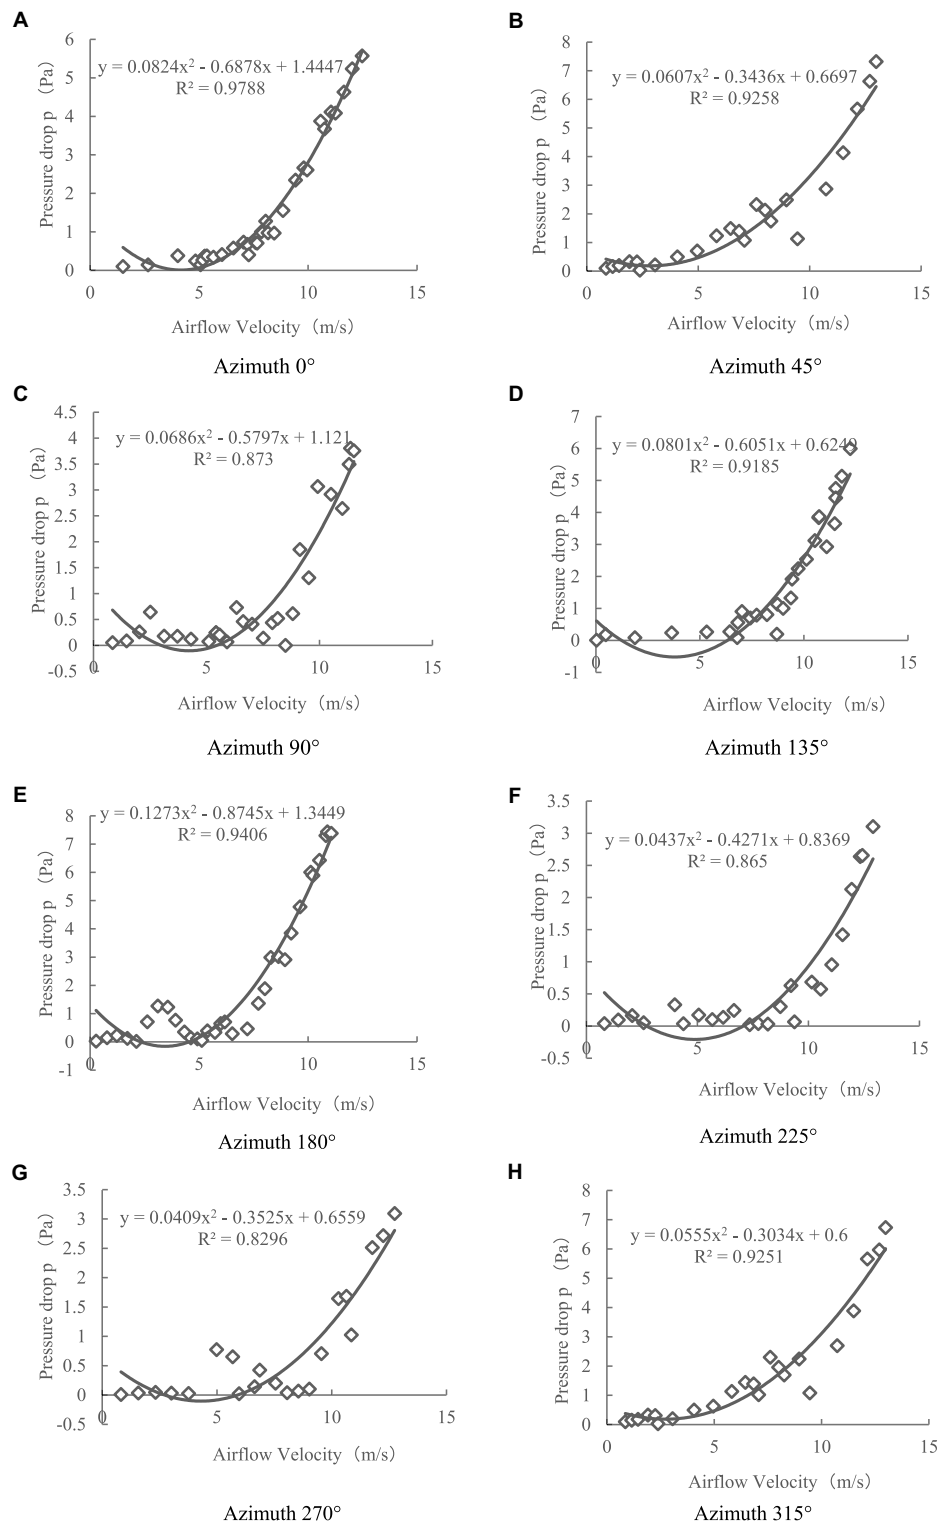 A
y = 0.0824x² - 0.6878x + 1.4447
R² = 0.9788
Pressure drop p （Pa）
6
5
4
3
2
1
0
0 5 10 15
Airflow Velocity（m/s）
Azimuth 0°
B
y = 0.0607x² - 0.3436x + 0.6697
R² = 0.9258
Pressure drop p （Pa）
8
7
6
5
4
3
2
1
0
0 5 10 15
Airflow Velocity（m/s）
Azimuth 45°
C
y = 0.0686x² - 0.5797x + 1.121
R² = 0.873
Pressure drop p （Pa）
4.5
4
3.5
3
2.5
2
1.5
1
0.5
0
-0.5
0 5 10 15
Airflow Velocity（m/s）
Azimuth 90°
D
y = 0.0801x² - 0.6051x + 0.6249
R² = 0.9185
Pressure drop p （Pa）
7
6
5
4
3
2
1
0
-1
0 5 10 15
Airflow Velocity（m/s）
Azimuth 135°
E
y = 0.1273x² - 0.8745x + 1.3449
R² = 0.9406
Pressure drop p （Pa）
8
7
6
5
4
3
2
1
0
-1
0 5 10 15
Airflow Velocity（m/s）
Azimuth 180°
F
y = 0.0437x² - 0.4271x + 0.8369
R² = 0.865
Pressure drop p （Pa）
3.5
3
2.5
2
1.5
1
0.5
0
-0.5
0 5 10 15
Airflow Velocity（m/s）
Azimuth 225°
G
y = 0.0409x² - 0.3525x + 0.6559
R² = 0.8296
Pressure drop p （Pa）
3.5
3
2.5
2
1.5
1
0.5
0
-0.5
0 5 10 15
Airflow Velocity（m/s）
Azimuth 270°
H
y = 0.0555x² - 0.3034x + 0.6
R² = 0.9251
Pressure drop p （Pa）
8
7
6
5
4
3
2
1
0
0 5 10 15
Airflow Velocity（m/s）
Azimuth 315°